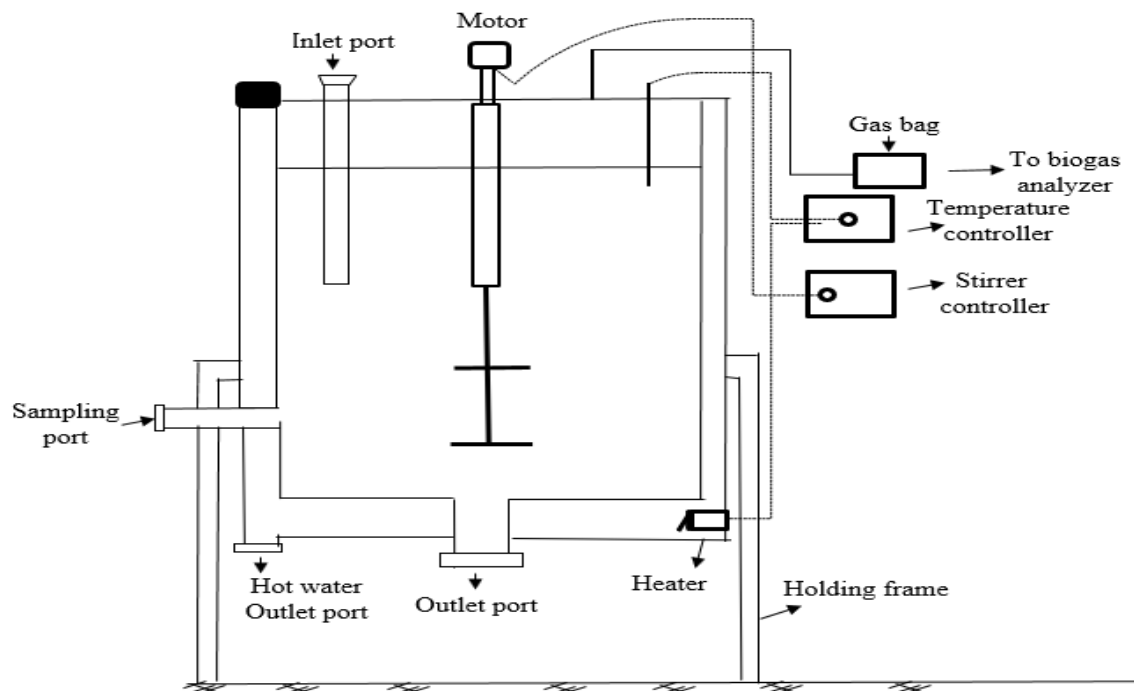 Motor
Inlet port
Gas bag
To biogas
analyzer
Temperature
controller
Stirrer
controller
Sampling
port
Hot water
Outlet port
Outlet port
Heater
Holding frame